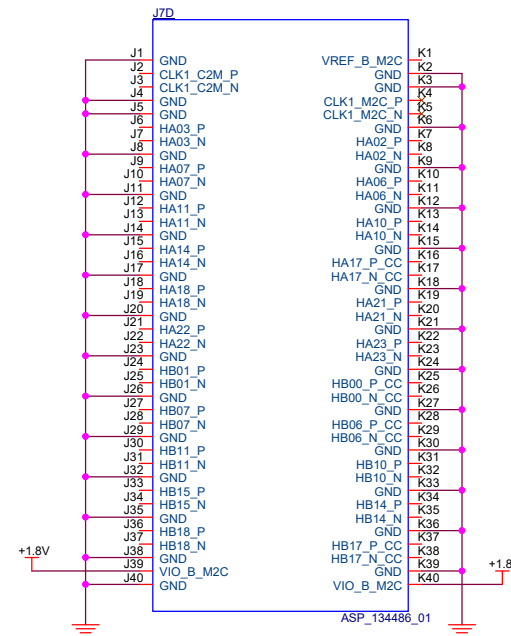 J7D
J1 GND VREF_B_M2C K1
J2 CLK1_C2M_P GND K2
J3 CLK1_C2M_N GND K3
J4 GND CLK1_M2C_P K4
J5 GND CLK1_M2C_N K5
J6 HA03_P GND K6
J7 HA03_N HA02_P K7
J8 GND HA02_N K8
J9 HA07_P GND K9
J10 HA07_N HA06_P K10
J11 GND HA06_N K11
J12 HA11_P GND K12
J13 HA11_N HA10_P K13
J14 GND HA10_N K14
J15 HA14_P GND K15
J16 HA14_N HA17_P_CC K16
J17 GND HA17_N_CC K17
J18 HA18_P GND K18
J19 HA18_N HA21_P K19
J20 GND HA21_N K20
J21 HA22_P GND K21
J22 HA22_N HA23_P K22
J23 GND HA23_N K23
J24 HB01_P GND K24
J25 HB01_N HB00_P_CC K25
J26 GND HB00_N_CC K26
J27 HB07_P GND K27
J28 HB07_N HB06_P_CC K28
J29 GND HB06_N_CC K29
J30 HB11_P GND K30
J31 HB11_N HB10_P K31
J32 GND HB10_N K32
J33 HB15_P GND K33
J34 HB15_N HB14_P K34
J35 GND HB14_N K35
J36 HB18_P GND K36
J37 HB18_N HB17_P_CC K37
+1.8V J38 GND HB17_N_CC K38
J39 VIO_B_M2C GND K39 +1.8
J40 GND VIO_B_M2C K40
ASP_134486_01